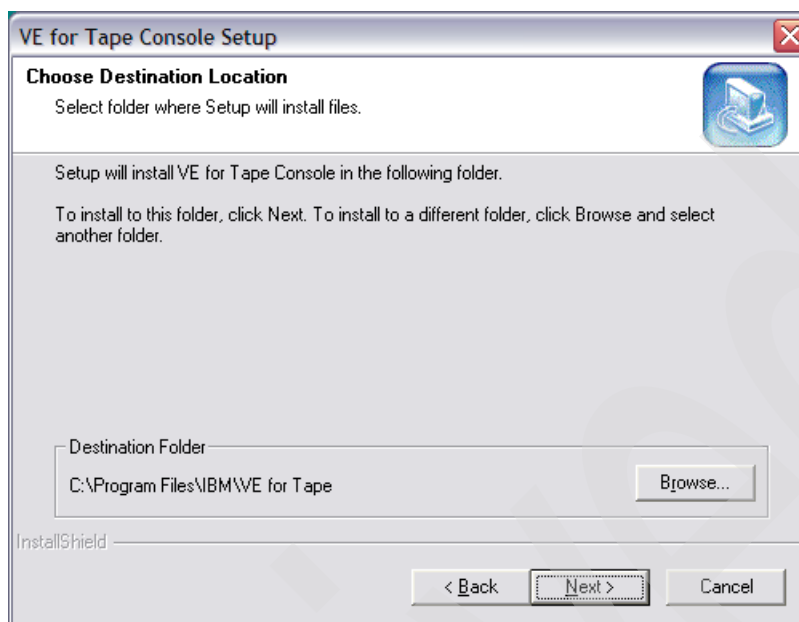 VE for Tape Console Setup
Choose Destination Location
Select folder where Setup will install files.
Setup will install VE for Tape Console in the following folder.
To install to this folder, click Next. To install to a different folder, click Browse and select
another folder.
Destination Folder
C:\Program Files\IBM\VE for Tape
Browse...
InstallShield
< Back
Next >
Cancel